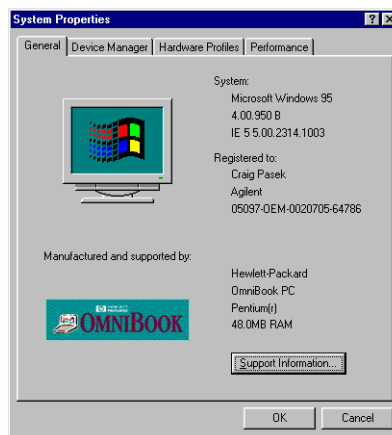 System Properties
General Device Manager Hardware Profiles Performance
System:
Microsoft Windows 95
4.00.950 B
IE 5 5.00.2314.1003
Registered to:
Craig Pasek
Agilent
05097-OEM-0020705-64786
Manufactured and supported by:
HEWLETT
PACKARD
OMNIBOOK
Hewlett-Packard
OmniBook PC
Pentium(r)
48.0MB RAM
Support Information...
OK Cancel